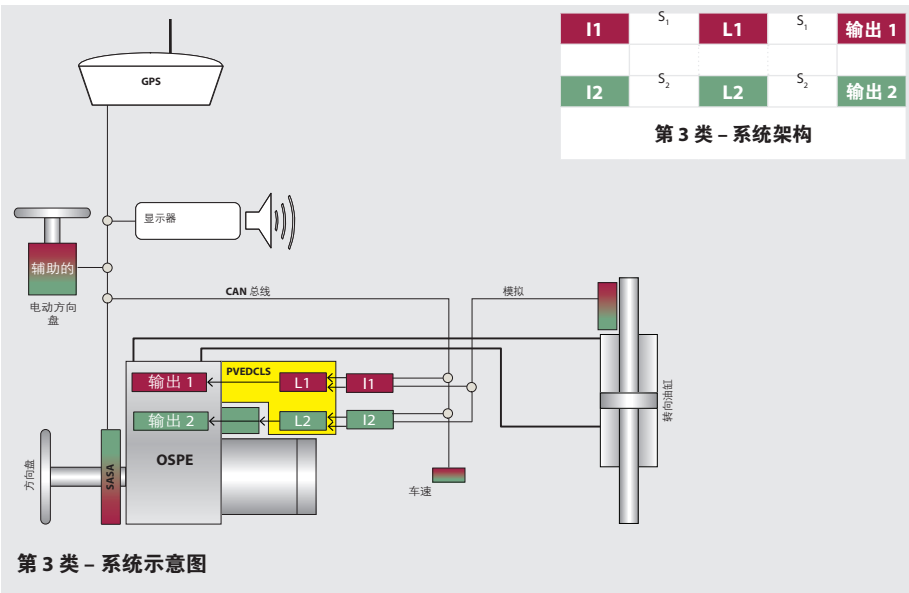 I1 S1 L1 S1 输出 1
I2 S2 L2 S2 输出 2
第 3 类 – 系统架构
GPS
显示器
辅助的
电动方向
盘
CAN 总线
模拟
PVEDCLS
输出 1 L1 I1
输出 2 L2 I2
OSPE
SASA
方向盘
车速
转向油缸
第 3 类 – 系统示意图